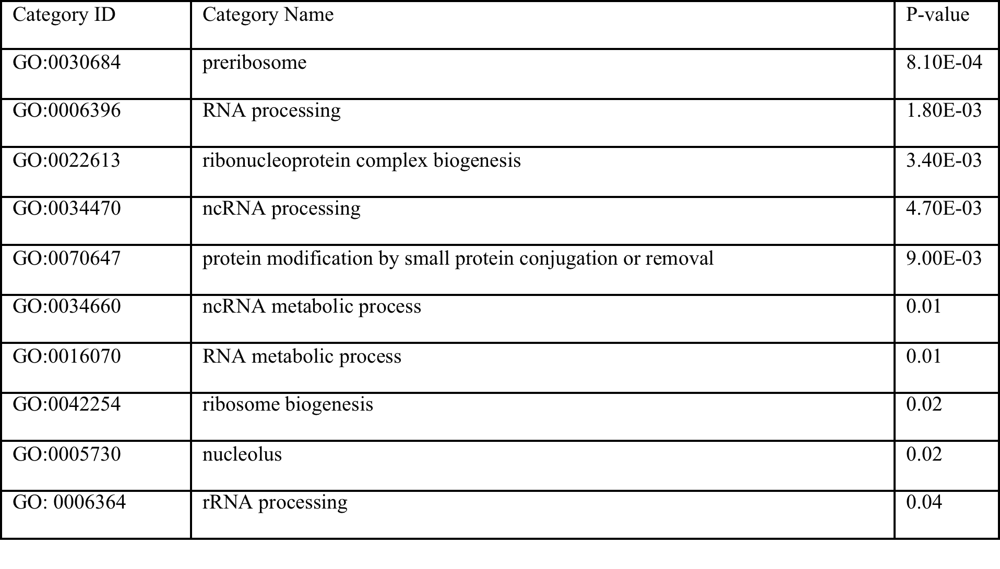 Category ID Category Name P-value
GO:0030684 preribosome 8.10E-04
GO:0006396 RNA processing 1.80E-03
GO:0022613 ribonucleoprotein complex biogenesis 3.40E-03
GO:0034470 ncRNA processing 4.70E-03
GO:0070647 protein modification by small protein conjugation or removal 9.00E-03
GO:0034660 ncRNA metabolic process 0.01
GO:0016070 RNA metabolic process 0.01
GO:0042254 ribosome biogenesis 0.02
GO:0005730 nucleolus 0.02
GO: 0006364 rRNA processing 0.04